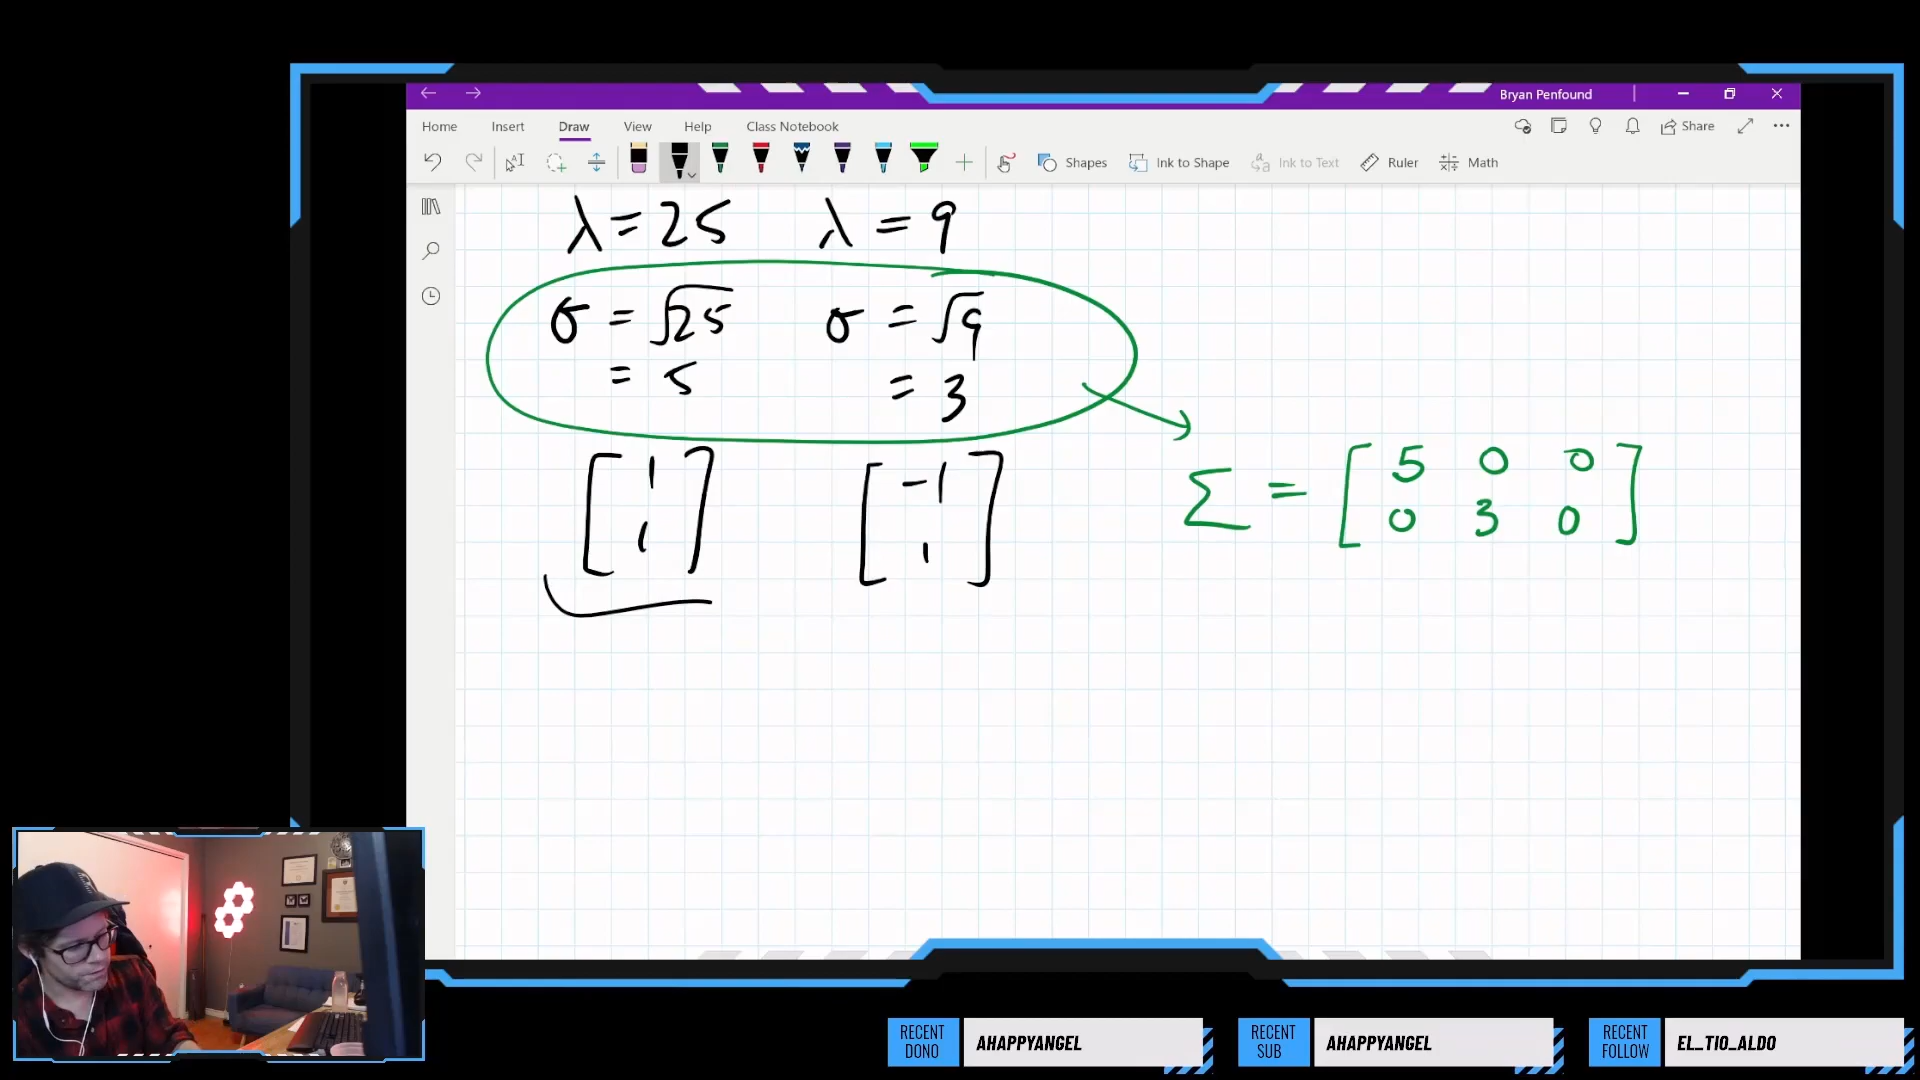 Bryan Penfound
Home Insert Draw View Help Class Notebook Share
Shapes Ink to Shape Ink to Text Ruler Math
λ = 25 λ = 9
σ = √25 σ = √9
= 5 = 3
[1 [-1
1] 1]
Σ = [5 0 0
0 3 0]
RECENT DONO AHAPPYANGEL
RECENT SUB AHAPPYANGEL
RECENT FOLLOW EL_TIO_ALDO